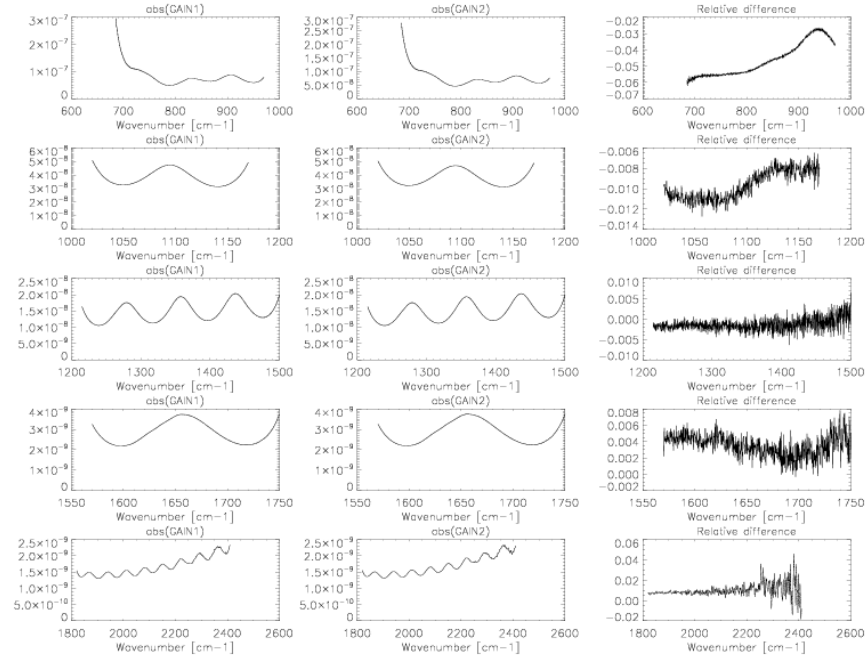 abs(GAIN1) abs(GAIN2) Relative difference
3×10⁻⁷ 3.0×10⁻⁷ −0.02
2.5×10⁻⁷ −0.03
2×10⁻⁷ 2.0×10⁻⁷ −0.04
1.5×10⁻⁷ −0.05
1×10⁻⁷ 1.0×10⁻⁷ −0.06
5.0×10⁻⁸ −0.07
0 0
600 700 800 900 1000 600 700 800 900 1000 600 700 800 900 1000
Wavenumber [cm−1] Wavenumber [cm−1] Wavenumber [cm−1]
abs(GAIN1) abs(GAIN2) Relative difference
6×10⁻⁸ 6×10⁻⁸ −0.006
5×10⁻⁸ 5×10⁻⁸ −0.008
4×10⁻⁸ 4×10⁻⁸
3×10⁻⁸ 3×10⁻⁸ −0.010
2×10⁻⁸ 2×10⁻⁸ −0.012
1×10⁻⁸ 1×10⁻⁸
0 0 −0.014
1000 1050 1100 1150 1200 1000 1050 1100 1150 1200 1000 1050 1100 1150 1200
Wavenumber [cm−1] Wavenumber [cm−1] Wavenumber [cm−1]
abs(GAIN1) abs(GAIN2) Relative difference
2.5×10⁻⁸ 2.5×10⁻⁸ 0.010
2.0×10⁻⁸ 2.0×10⁻⁸ 0.005
1.5×10⁻⁸ 1.5×10⁻⁸ −0.000
1.0×10⁻⁸ 1.0×10⁻⁸
5.0×10⁻⁹ 5.0×10⁻⁹ −0.005
0 0 −0.010
1200 1300 1400 1500 1200 1300 1400 1500 1200 1300 1400 1500
Wavenumber [cm−1] Wavenumber [cm−1] Wavenumber [cm−1]
abs(GAIN1) abs(GAIN2) Relative difference
4×10⁻⁹ 4×10⁻⁹ 0.008
3×10⁻⁹ 3×10⁻⁹ 0.006
2×10⁻⁹ 2×10⁻⁹ 0.004
1×10⁻⁹ 1×10⁻⁹ 0.002
0.000
0 0 −0.002
1550 1600 1650 1700 1750 1550 1600 1650 1700 1750 1550 1600 1650 1700 1750
Wavenumber [cm−1] Wavenumber [cm−1] Wavenumber [cm−1]
abs(GAIN1) abs(GAIN2) Relative difference
2.5×10⁻⁹ 2.5×10⁻⁹ 0.06
2.0×10⁻⁹ 2.0×10⁻⁹ 0.04
1.5×10⁻⁹ 1.5×10⁻⁹ 0.02
1.0×10⁻⁹ 1.0×10⁻⁹
5.0×10⁻¹⁰ 5.0×10⁻¹⁰ 0.00
0 0 −0.02
1800 2000 2200 2400 2600 1800 2000 2200 2400 2600 1800 2000 2200 2400 2600
Wavenumber [cm−1] Wavenumber [cm−1] Wavenumber [cm−1]